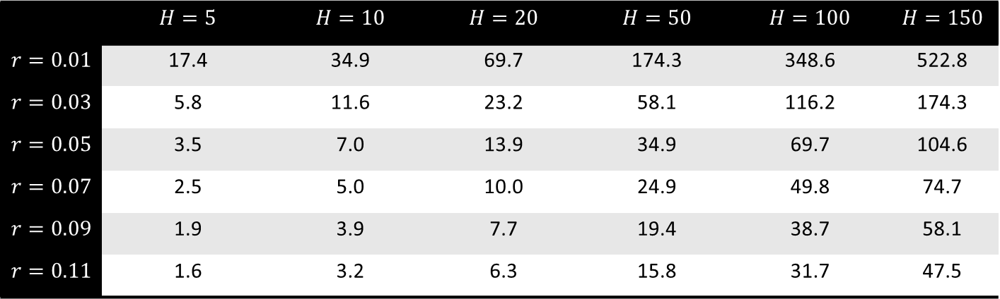 H = 5 H = 10 H = 20 H = 50 H = 100 H = 150
r = 0.01 17.4 34.9 69.7 174.3 348.6 522.8
r = 0.03 5.8 11.6 23.2 58.1 116.2 174.3
r = 0.05 3.5 7.0 13.9 34.9 69.7 104.6
r = 0.07 2.5 5.0 10.0 24.9 49.8 74.7
r = 0.09 1.9 3.9 7.7 19.4 38.7 58.1
r = 0.11 1.6 3.2 6.3 15.8 31.7 47.5